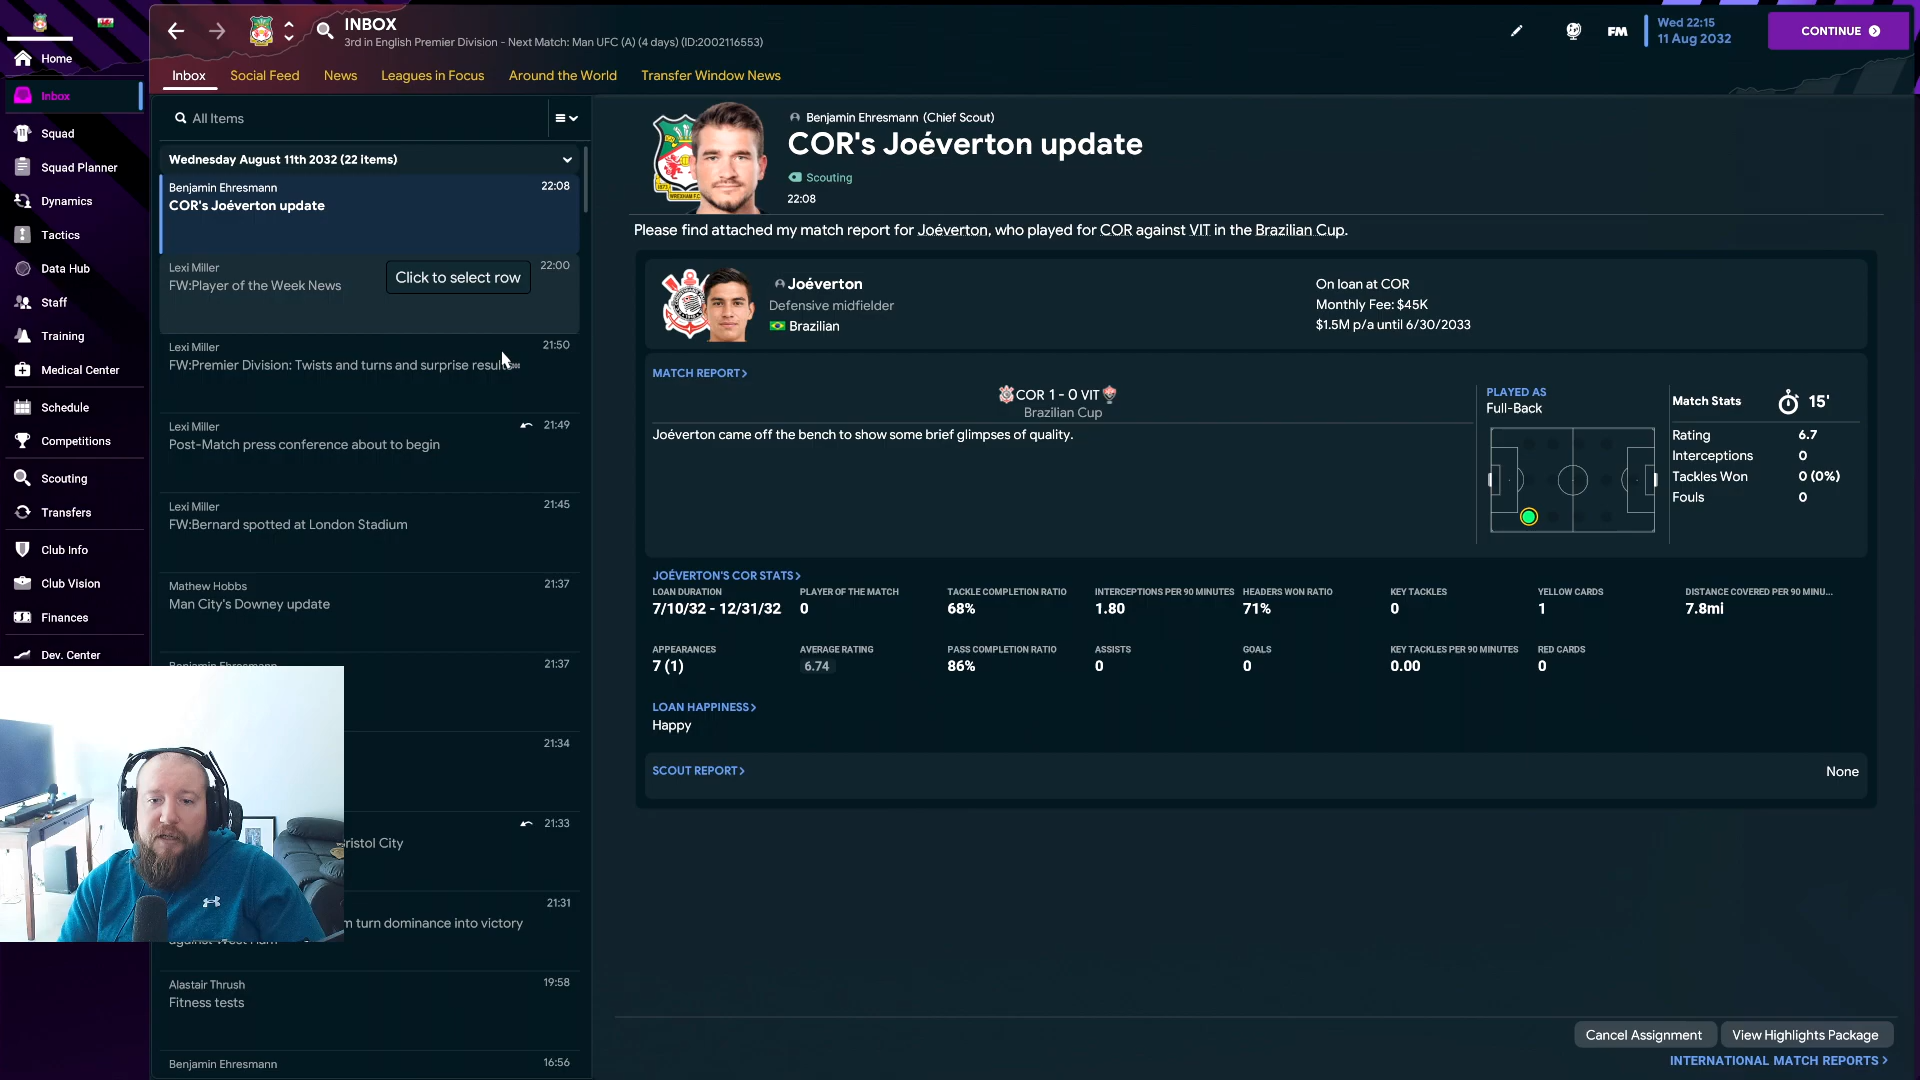 INBOX
3rd in English Premier Division - Next Match: Man UFC (A) (4 days) (ID:2002116553)
FM
Wed 22:15
11 Aug 2032
CONTINUE
Home
Inbox
Squad
Squad Planner
Dynamics
Tactics
Data Hub
Staff
Training
Medical Center
Schedule
Competitions
Scouting
Transfers
Club Info
Club Vision
Finances
Dev. Center
Inbox
Social Feed
News
Leagues in Focus
Around the World
Transfer Window News
All Items
Wednesday August 11th 2032 (22 items)
Benjamin Ehresmann 22:08
COR's Joéverton update
Lexi Miller 22:00
FW:Player of the Week News
Click to select row
Lexi Miller 21:50
FW:Premier Division: Twists and turns and surprise
Lexi Miller 21:49
Post-Match press conference about to begin
Lexi Miller 21:45
FW:Bernard spotted at London Stadium
Mathew Hobbs 21:37
Man City's Downey update
21:37
21:34
21:33
ristol City
21:31
turn dominance into victory
Alastair Thrush 19:58
Fitness tests
Benjamin Ehresmann 16:56
Benjamin Ehresmann (Chief Scout)
COR's Joéverton update
Scouting
22:08
Please find attached my match report for Joéverton, who played for COR against VIT in the Brazilian Cup.
Joéverton
Defensive midfielder
Brazilian
On loan at COR
Monthly Fee: $45K
$1.5M p/a until 6/30/2033
MATCH REPORT>
COR 1 - 0 VIT
Brazilian Cup
Joéverton came off the bench to show some brief glimpses of quality.
PLAYED AS
Full-Back
Match Stats 15'
Rating 6.7
Interceptions 0
Tackles Won 0 (0%)
Fouls 0
JOÉVERTON'S COR STATS>
LOAN DURATION PLAYER OF THE MATCH TACKLE COMPLETION RATIO INTERCEPTIONS PER 90 MINUTES HEADERS WON RATIO KEY TACKLES YELLOW CARDS DISTANCE COVERED PER 90 MINU...
7/10/32 - 12/31/32 0 68% 1.80 71% 0 1 7.8mi
APPEARANCES AVERAGE RATING PASS COMPLETION RATIO ASSISTS GOALS KEY TACKLES PER 90 MINUTES RED CARDS
7 (1) 6.74 86% 0 0 0.00 0
LOAN HAPPINESS>
Happy
SCOUT REPORT> None
Cancel Assignment
View Highlights Package
INTERNATIONAL MATCH REPORTS >